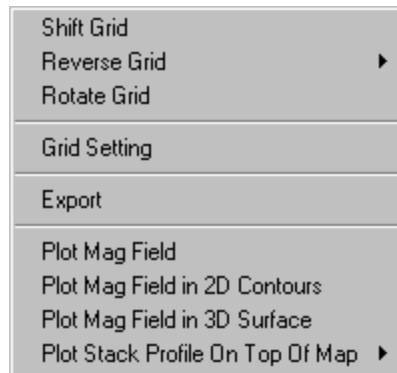 Shift Grid
Reverse Grid
Rotate Grid
Grid Setting
Export
Plot Mag Field
Plot Mag Field in 2D Contours
Plot Mag Field in 3D Surface
Plot Stack Profile On Top Of Map